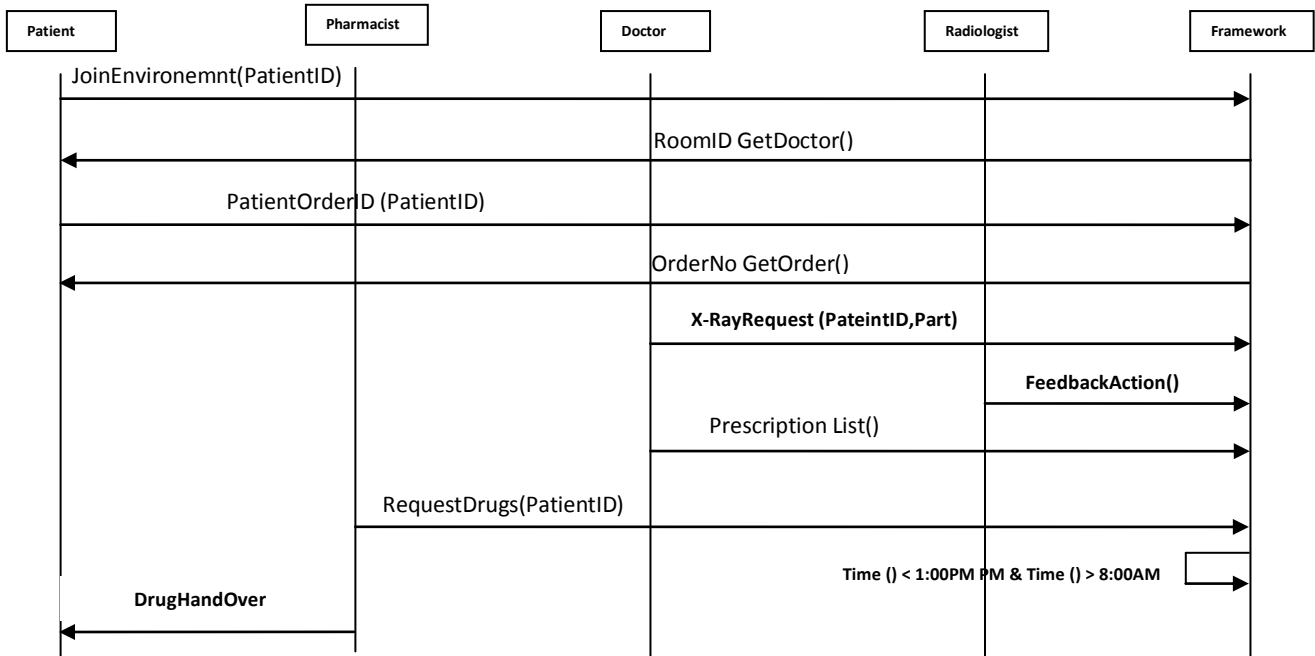 Patient
Pharmacist
Doctor
Radiologist
Framework
JoinEnvironemnt(PatientID)
RoomID GetDoctor()
PatientOrderID (PatientID)
OrderNo GetOrder()
X-RayRequest (PateintID,Part)
FeedbackAction()
Prescription List()
RequestDrugs(PatientID)
Time () < 1:00PM PM & Time () > 8:00AM
DrugHandOver